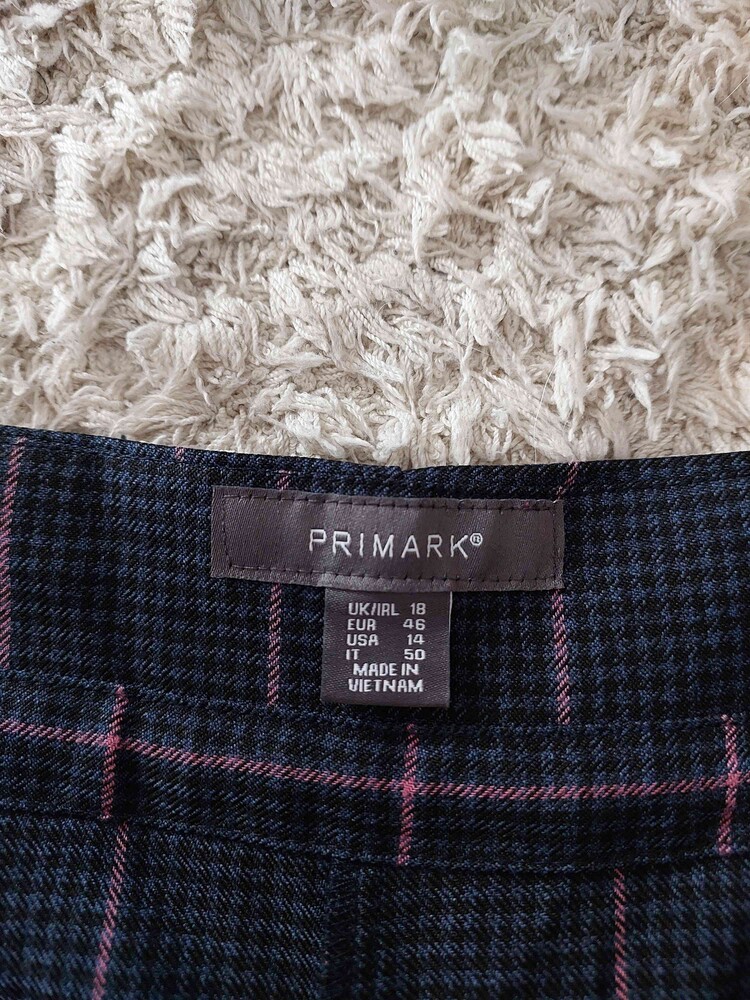 PRIMARK®
UK/IRL 18
EUR 46
USA 14
IT 50
MADE IN
VIETNAM